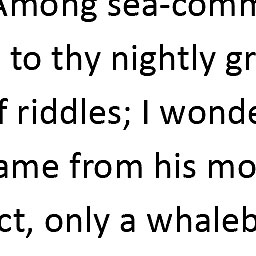 Among sea-comm
to thy nightly gr
f riddles; I wonde
ame from his mo
ct, only a whaleb